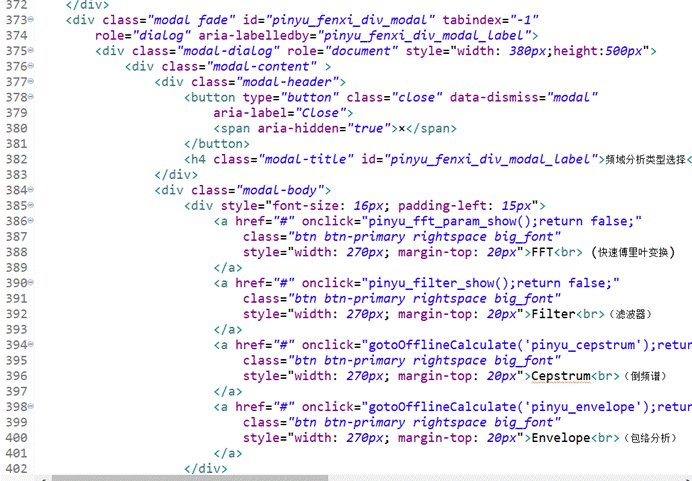 372 </div>
373 <div class="modal fade" id="pinyu_fenxi_div_modal" tabindex="-1"
374 role="dialog" aria-labelledby="pinyu_fenxi_div_modal_label">
375 <div class="modal-dialog" role="document" style="width: 380px;height:500px">
376 <div class="modal-content" >
377 <div class="modal-header">
378 <button type="button" class="close" data-dismiss="modal"
379 aria-label="Close">
380 <span aria-hidden="true">×</span>
381 </button>
382 <h4 class="modal-title" id="pinyu_fenxi_div_modal_label">频域分析类型选择<
383 </div>
384 <div class="modal-body">
385 <div style="font-size: 16px; padding-left: 15px">
386 <a href="#" onclick="pinyu_fft_param_show();return false;"
387 class="btn btn-primary rightspace big_font"
388 style="width: 270px; margin-top: 20px">FFT<br>（快速傅里叶变换）
389 </a>
390 <a href="#" onclick="pinyu_filter_show();return false;"
391 class="btn btn-primary rightspace big_font"
392 style="width: 270px; margin-top: 20px">Filter<br>（滤波器）
393 </a>
394 <a href="#" onclick="gotoOfflineCalculate('pinyu_cepstrum');retur
395 class="btn btn-primary rightspace big_font"
396 style="width: 270px; margin-top: 20px">Cepstrum<br>（倒频谱）
397 </a>
398 <a href="#" onclick="gotoOfflineCalculate('pinyu_envelope');retur
399 class="btn btn-primary rightspace big_font"
400 style="width: 270px; margin-top: 20px">Envelope<br>（包络分析）
401 </a>
402 </div>